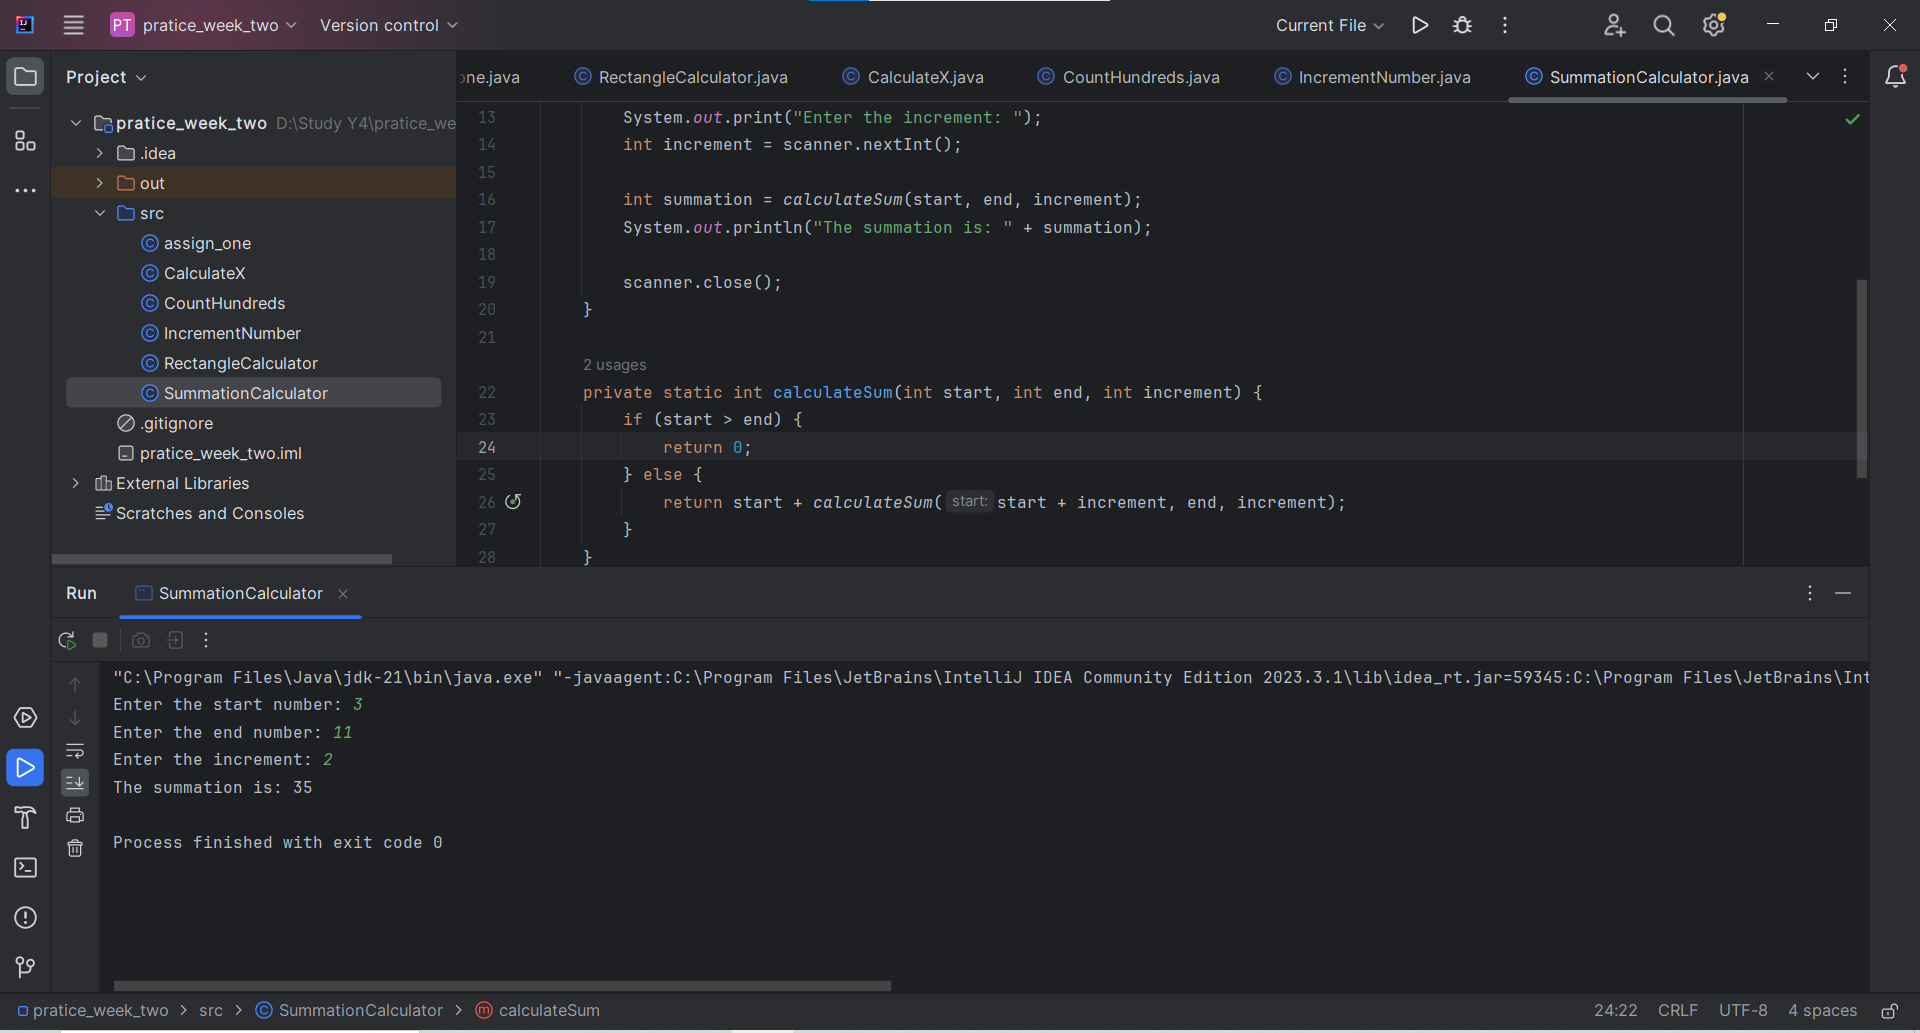 PT pratice_week_two Version control Current File
Project
one.java RectangleCalculator.java CalculateX.java CountHundreds.java IncrementNumber.java SummationCalculator.java
pratice_week_two D:\Study Y4\pratice_we
.idea
out
src
assign_one
CalculateX
CountHundreds
IncrementNumber
RectangleCalculator
SummationCalculator
.gitignore
pratice_week_two.iml
External Libraries
Scratches and Consoles
13 System.out.print("Enter the increment: ");
14 int increment = scanner.nextInt();
15
16 int summation = calculateSum(start, end, increment);
17 System.out.println("The summation is: " + summation);
18
19 scanner.close();
20 }
21
2 usages
22 private static int calculateSum(int start, int end, int increment) {
23 if (start > end) {
24 return 0;
25 } else {
26 return start + calculateSum( start: start + increment, end, increment);
27 }
28 }
Run SummationCalculator
"C:\Program Files\Java\jdk-21\bin\java.exe" "-javaagent:C:\Program Files\JetBrains\IntelliJ IDEA Community Edition 2023.3.1\lib\idea_rt.jar=59345:C:\Program Files\JetBrains\Int
Enter the start number: 3
Enter the end number: 11
Enter the increment: 2
The summation is: 35
Process finished with exit code 0
pratice_week_two > src > SummationCalculator > calculateSum 24:22 CRLF UTF-8 4 spaces